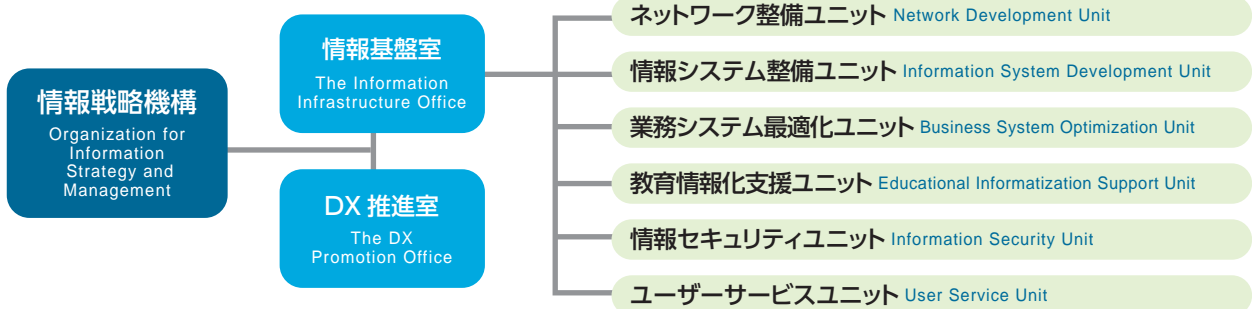 情報戦略機構
Organization for
Information
Strategy and
Management
情報基盤室
The Information
Infrastructure Office
DX 推進室
The DX
Promotion Office
ネットワーク整備ユニット Network Development Unit
情報システム整備ユニット Information System Development Unit
業務システム最適化ユニット Business System Optimization Unit
教育情報化支援ユニット Educational Informatization Support Unit
情報セキュリティユニット Information Security Unit
ユーザーサービスユニット User Service Unit